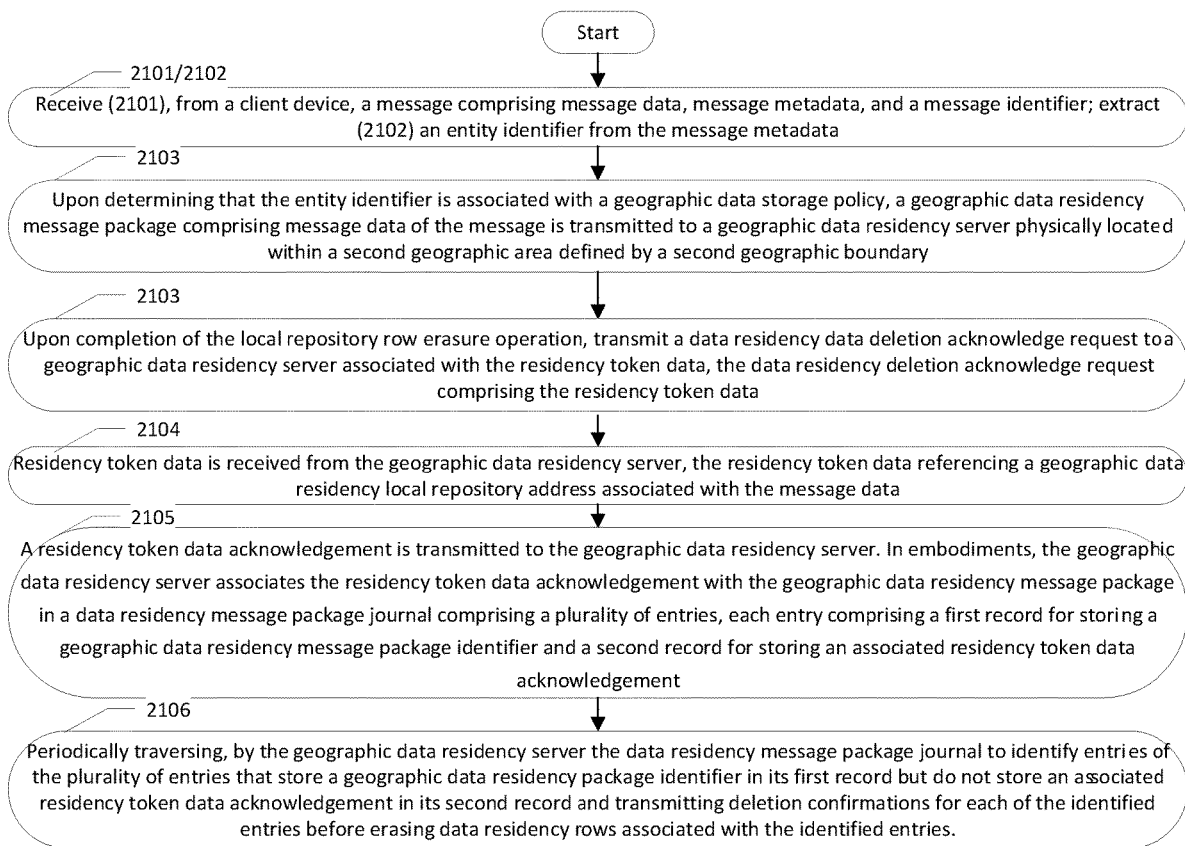 Start
2101/2102
Receive (2101), from a client device, a message comprising message data, message metadata, and a message identifier; extract
(2102) an entity identifier from the message metadata
2103
Upon determining that the entity identifier is associated with a geographic data storage policy, a geographic data residency
message package comprising message data of the message is transmitted to a geographic data residency server physically located
within a second geographic area defined by a second geographic boundary
2103
Upon completion of the local repository row erasure operation, transmit a data residency data deletion acknowledge request to a
geographic data residency server associated with the residency token data, the data residency deletion acknowledge request
comprising the residency token data
2104
Residency token data is received from the geographic data residency server, the residency token data referencing a geographic data
residency local repository address associated with the message data
2105
A residency token data acknowledgement is transmitted to the geographic data residency server. In embodiments, the geographic
data residency server associates the residency token data acknowledgement with the geographic data residency message package
in a data residency message package journal comprising a plurality of entries, each entry comprising a first record for storing a
geographic data residency message package identifier and a second record for storing an associated residency token data
acknowledgement
2106
Periodically traversing, by the geographic data residency server the data residency message package journal to identify entries of
the plurality of entries that store a geographic data residency package identifier in its first record but do not store an associated
residency token data acknowledgement in its second record and transmitting deletion confirmations for each of the identified
entries before erasing data residency rows associated with the identified entries.